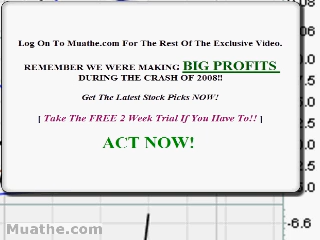 Log On To Muathe.com For The Rest Of The Exclusive Video.
REMEMBER WE WERE MAKING BIG PROFITS
DURING THE CRASH OF 2008!!
Get The Latest Stock Picks NOW!
[ Take The FREE 2 Week Trial If You Have To!! ]
ACT NOW!
Muathe.com
-6.6